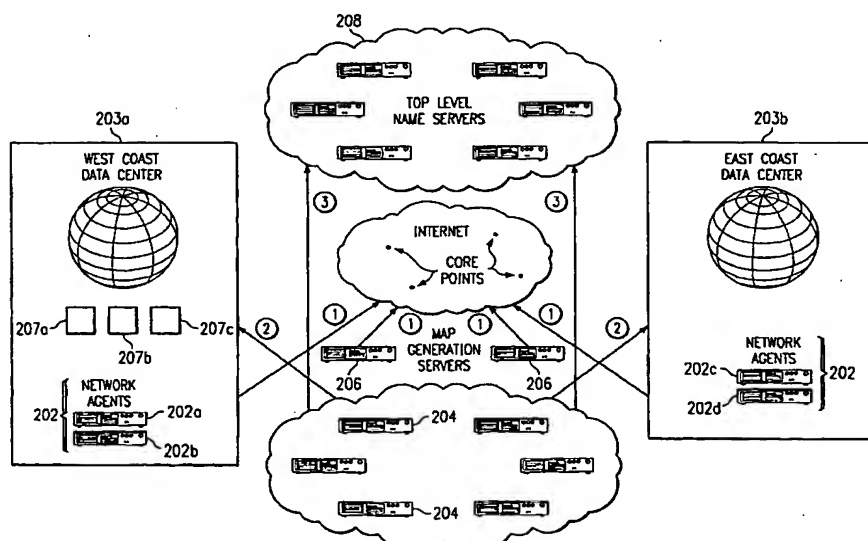 208
TOP LEVEL
NAME SERVERS
203a
WEST COAST
DATA CENTER
203b
EAST COAST
DATA CENTER
3
3
INTERNET
CORE
POINTS
207a
207b
207c
2
1
1
1
1
2
MAP
GENERATION
SERVERS
206
206
NETWORK
AGENTS
202
202a
202b
NETWORK
AGENTS
202c
202d
202
204
204